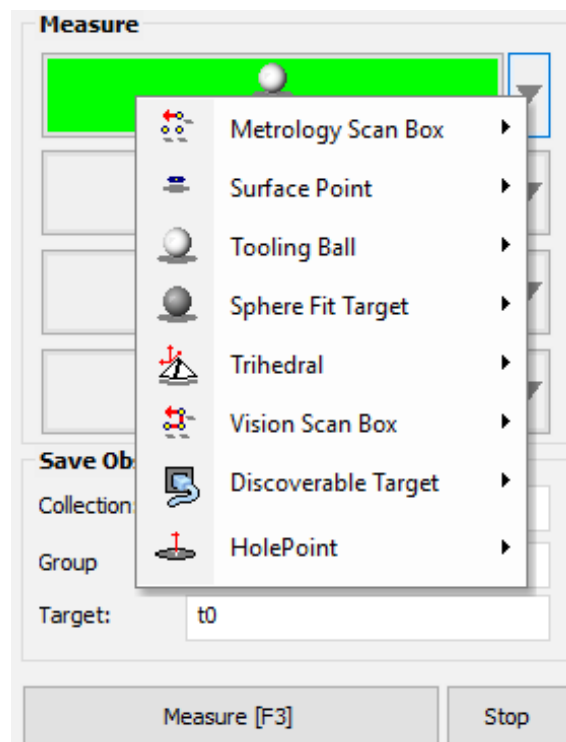 Measure
Metrology Scan Box
Surface Point
Tooling Ball
Sphere Fit Target
Trihedral
Vision Scan Box
Discoverable Target
HolePoint
Save Ob
Collection:
Group
Target: t0
Measure [F3] Stop